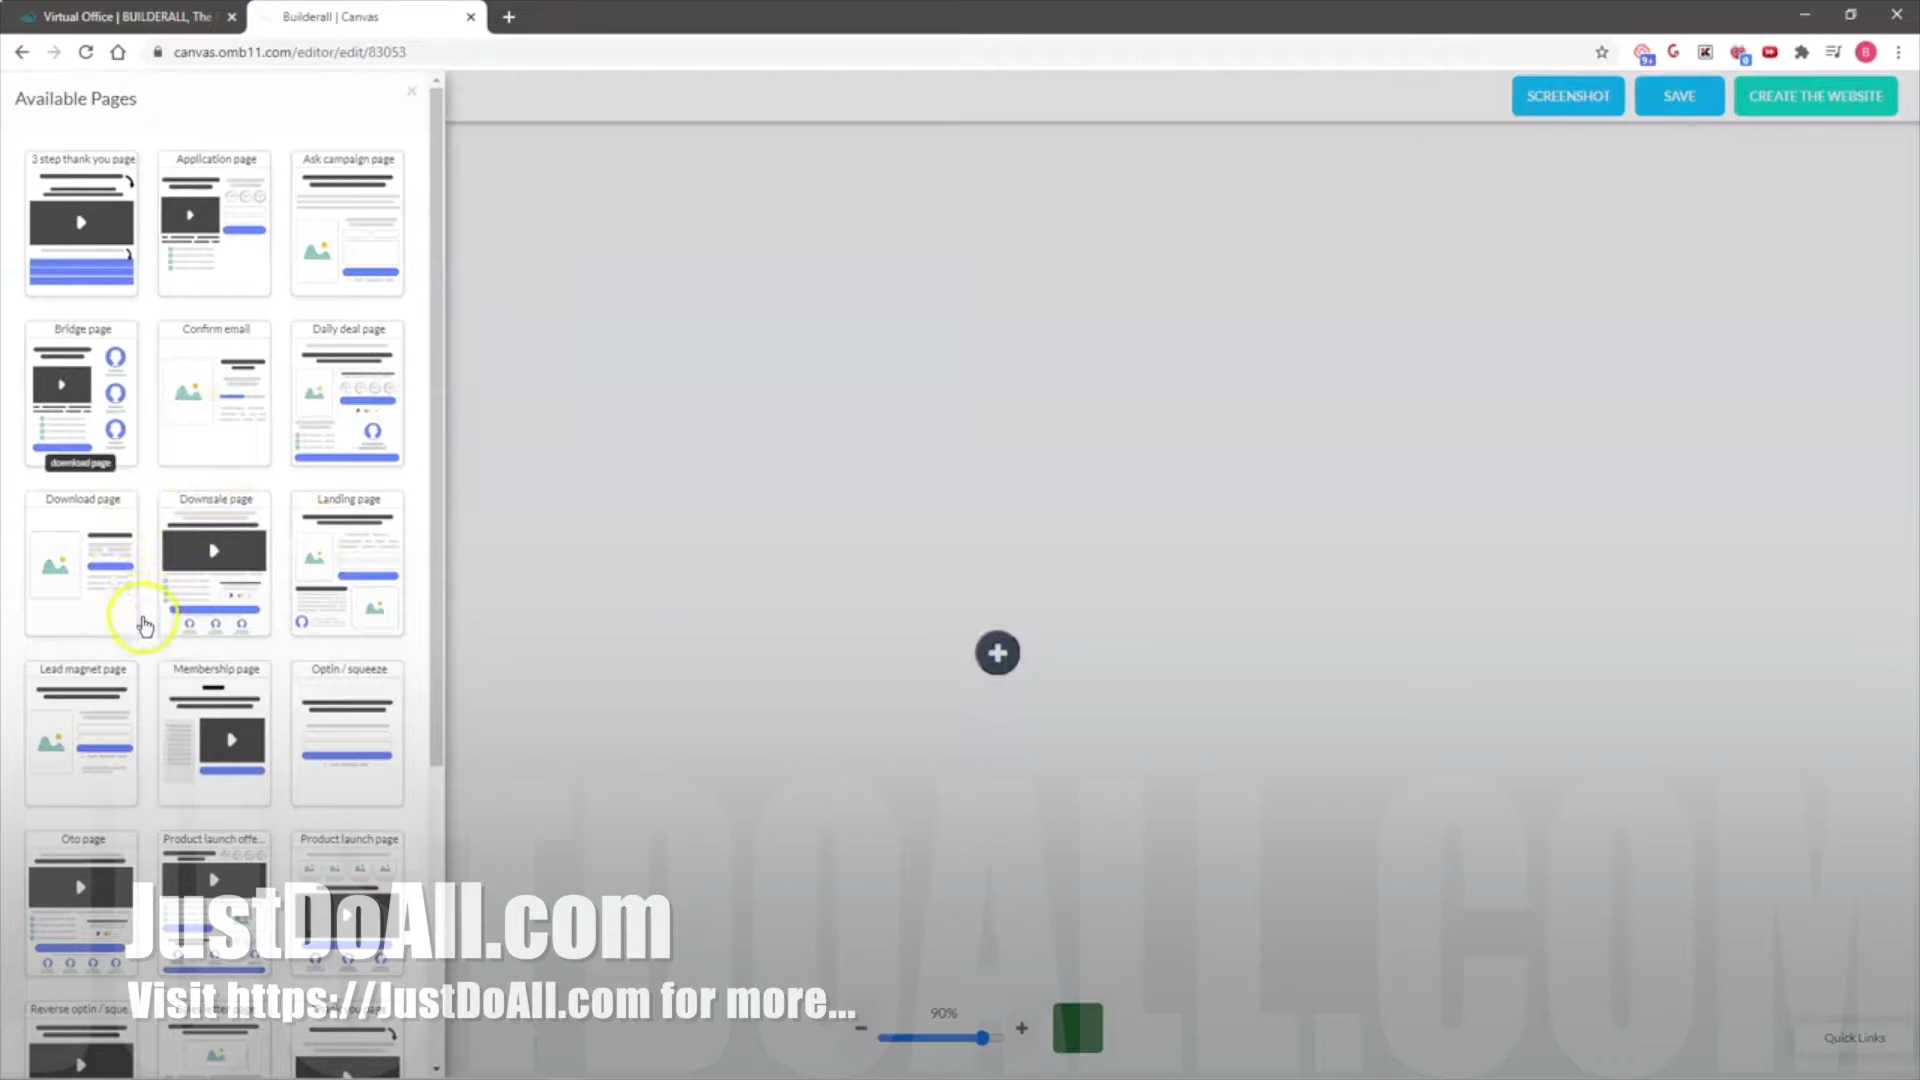 Virtual Office | BUILDERALL, The
Builderall | Canvas
canvas.omb11.com/editor/edit/83053
9+
0
B
Available Pages
SCREENSHOT
SAVE
CREATE THE WEBSITE
3 step thank you page
Application page
Ask campaign page
Bridge page
Confirm email
Daily deal page
download page
Download page
Downsale page
Landing page
Lead magnet page
Membership page
Optin / squeeze
Oto page
Product launch offe...
Product launch page
JustDoAll.com
Visit https://JustDoAll.com for more...
Reverse optin / sque...
90%
Quick Links